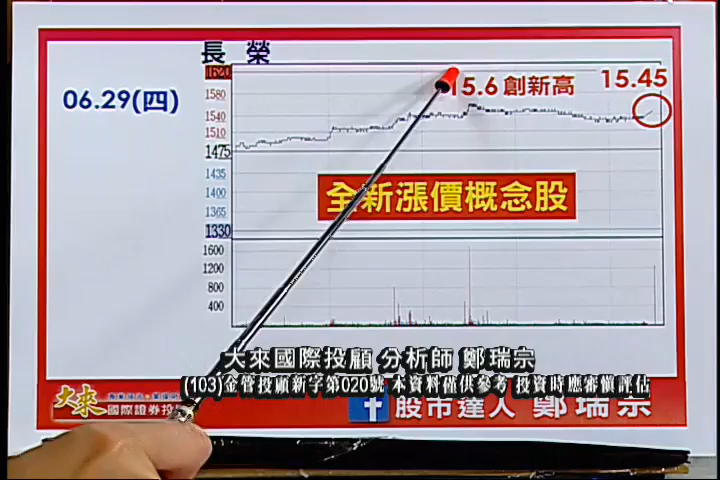 長榮
06.29(四)
15.6創新高
15.45
1620
1580
1540
1510
1475
1435
1400
1365
1330
全新漲價概念股
1600
1200
800
400
大來國際投顧 分析師 鄭瑞宗
(103)金管投顧新字第020號 本資料僅供參考 投資時應審慎評估
大來
國際證券投
股市達人 鄭瑞宗